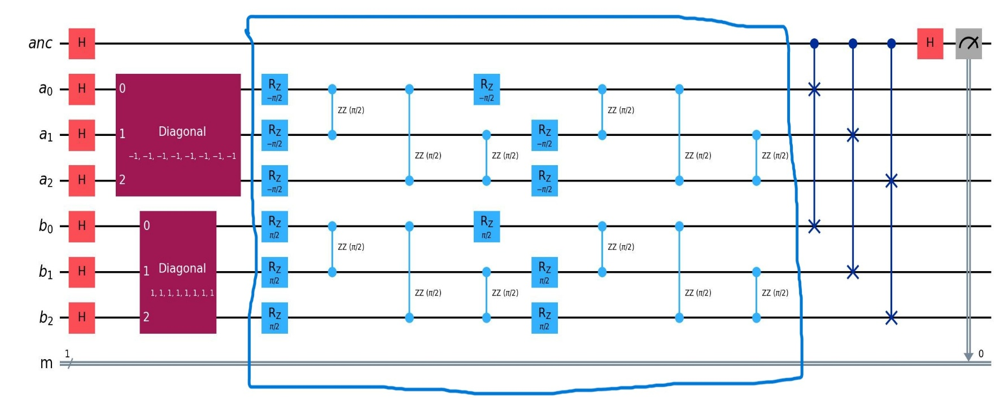 anc H H
a0 H 0 RZ −π/2 RZ −π/2
ZZ (π/2) ZZ (π/2)
a1 H 1 Diagonal RZ −π/2 RZ −π/2
−1, −1, −1, −1, −1, −1, −1, −1 ZZ (π/2) ZZ (π/2) ZZ (π/2) ZZ (π/2)
a2 H 2 RZ −π/2 RZ −π/2
b0 H 0 RZ π/2 RZ π/2
ZZ (π/2) ZZ (π/2)
b1 H 1 Diagonal RZ π/2 RZ π/2
1, 1, 1, 1, 1, 1, 1, 1 ZZ (π/2) ZZ (π/2) ZZ (π/2) ZZ (π/2)
b2 H 2 RZ π/2 RZ π/2
m 1 0